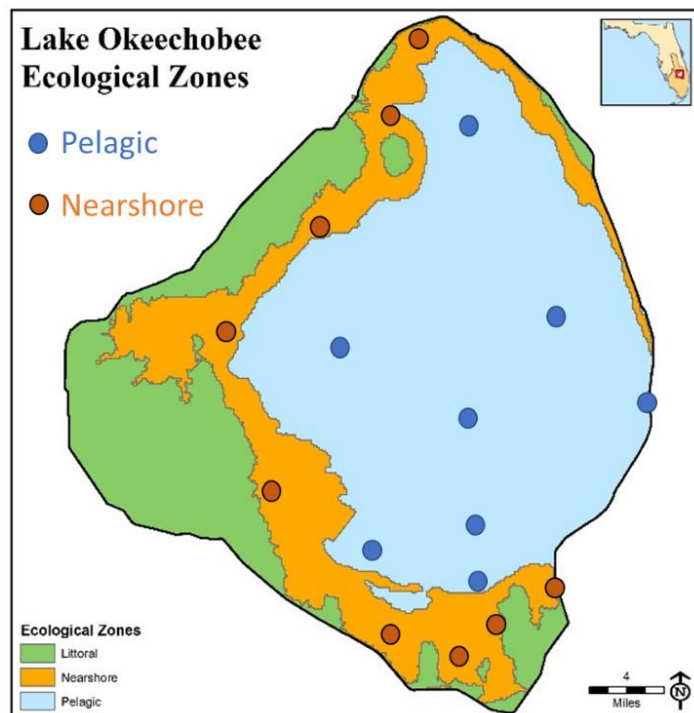 Lake Okeechobee
Ecological Zones
Pelagic
Nearshore
Ecological Zones
Littoral
Nearshore
Pelagic
4
Miles
N